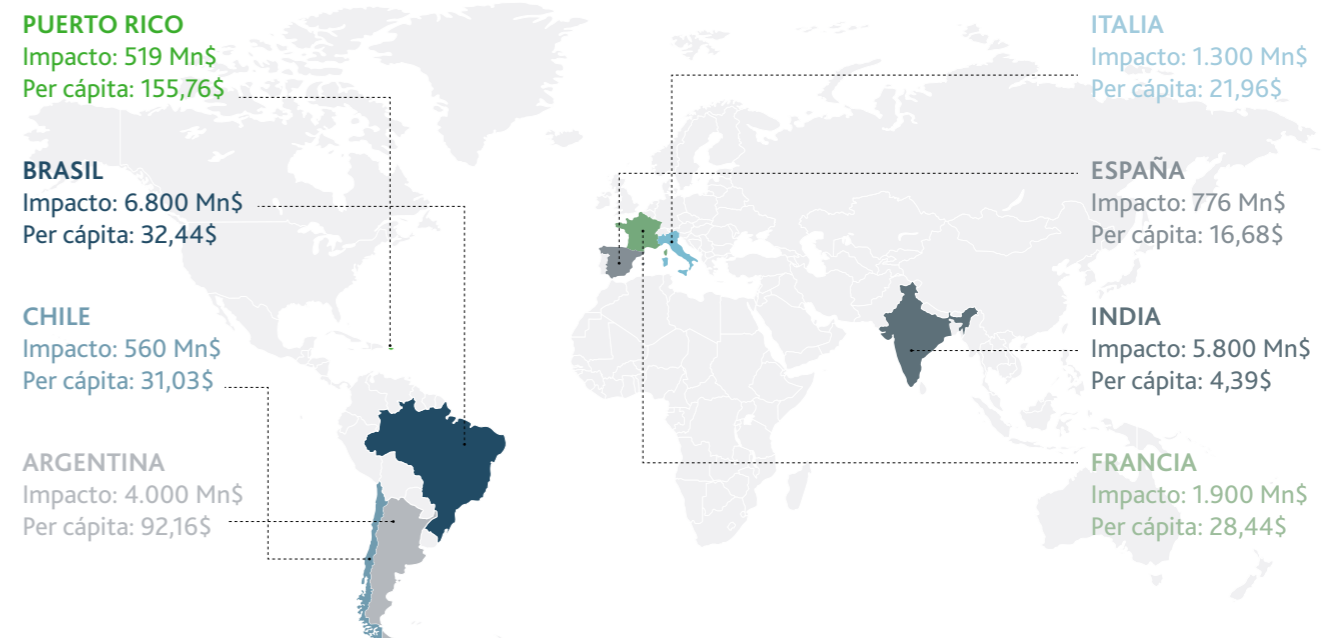 PUERTO RICO
Impacto: 519 Mn$
Per cápita: 155,76$
BRASIL
Impacto: 6.800 Mn$
Per cápita: 32,44$
CHILE
Impacto: 560 Mn$
Per cápita: 31,03$
ARGENTINA
Impacto: 4.000 Mn$
Per cápita: 92,16$
ITALIA
Impacto: 1.300 Mn$
Per cápita: 21,96$
ESPAÑA
Impacto: 776 Mn$
Per cápita: 16,68$
INDIA
Impacto: 5.800 Mn$
Per cápita: 4,39$
FRANCIA
Impacto: 1.900 Mn$
Per cápita: 28,44$